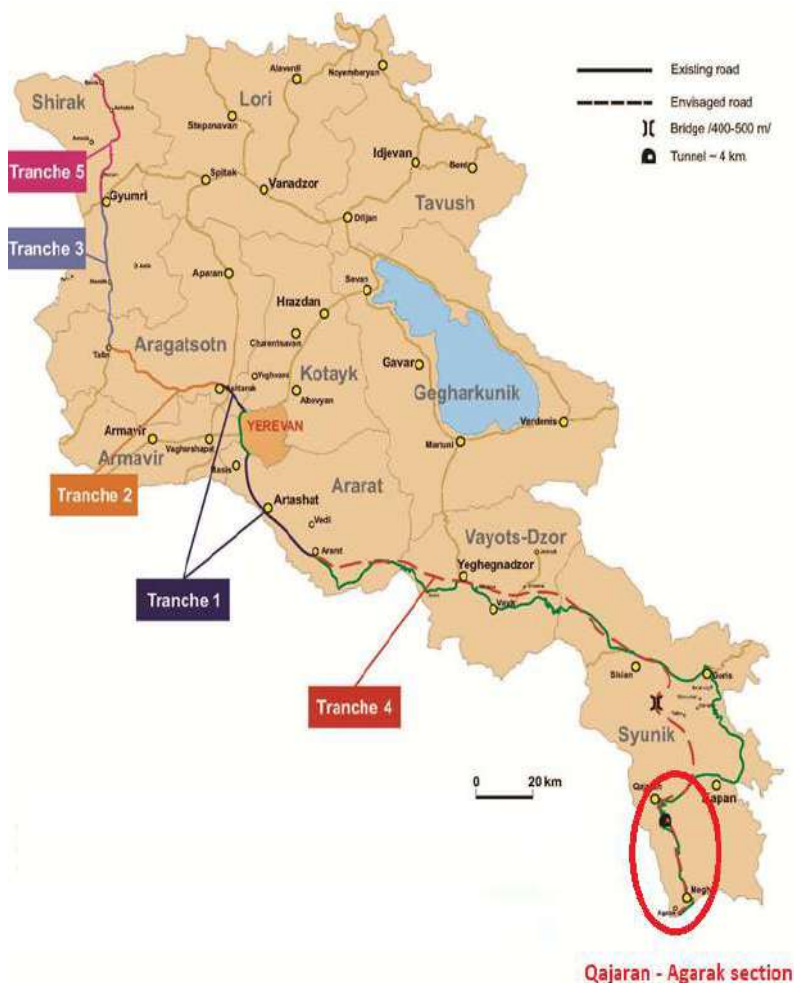 Existing road
Envisaged road
Bridge /400-500 m/
Tunnel ~ 4 km.
Alaverdi
Noyemberyan
Shirak
Lori
Stepanavan
Idjevan
Berd
Tranche 5
Spitak
Vanadzor
Gyumri
Tavush
Dilijan
Tranche 3
Aparan
Sevan
Hrazdan
Charentsavan
Aragatsotn
Talin
Kotayk
Gavar
Yeghvard
Gegharkunik
Ashtarak
Abovyan
Armavir
YEREVAN
Vardenis
Vagharshapat
Martuni
Armavir
Masis
Ararat
Tranche 2
Artashat
Vedi
Vayots-Dzor
Ararat
Yeghegnadzor
Tranche 1
Vayk
Sisian
Goris
Tranche 4
Syunik
0 20 km
Kapan
Qajaran - Agarak section